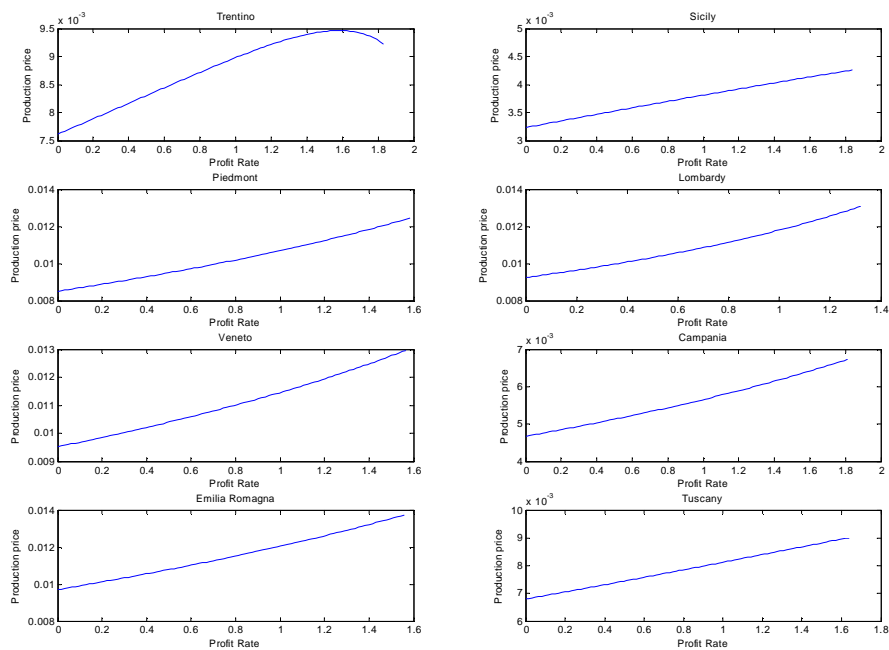 Trentino
x 10⁻³
9.5
9
8.5
8
7.5
Production price
0 0.2 0.4 0.6 0.8 1 1.2 1.4 1.6 1.8 2
Profit Rate
Sicily
x 10⁻³
5
4.5
4
3.5
3
Production price
0 0.2 0.4 0.6 0.8 1 1.2 1.4 1.6 1.8 2
Profit Rate
Piedmont
0.014
0.012
0.01
0.008
Production price
0 0.2 0.4 0.6 0.8 1 1.2 1.4 1.6
Profit Rate
Lombardy
0.014
0.012
0.01
0.008
Production price
0 0.2 0.4 0.6 0.8 1 1.2 1.4
Profit Rate
Veneto
0.013
0.012
0.011
0.01
0.009
Production price
0 0.2 0.4 0.6 0.8 1 1.2 1.4 1.6
Profit Rate
Campania
x 10⁻³
7
6
5
4
Production price
0 0.2 0.4 0.6 0.8 1 1.2 1.4 1.6 1.8 2
Profit Rate
Emilia Romagna
0.014
0.012
0.01
0.008
Production price
0 0.2 0.4 0.6 0.8 1 1.2 1.4 1.6
Profit Rate
Tuscany
x 10⁻³
10
9
8
7
6
Production price
0 0.2 0.4 0.6 0.8 1 1.2 1.4 1.6 1.8
Profit Rate